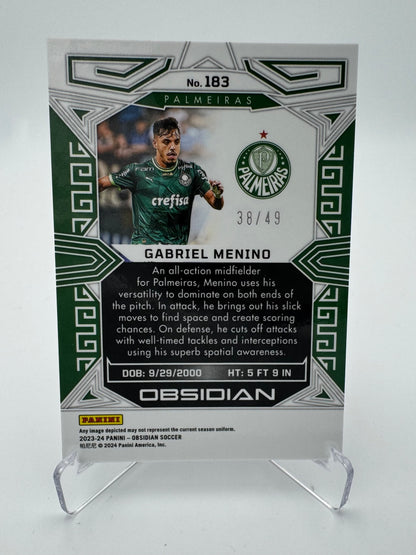 No. 183
PALMEIRAS
PALMEIRAS
38/49
crefisa
GABRIEL MENINO
An all-action midfielder
for Palmeiras, Menino uses his
versatility to dominate on both ends of
the pitch. In attack, he brings out his slick
moves to find space and create scoring
chances. On defense, he cuts off attacks
with well-timed tackles and interceptions
using his superb spatial awareness.
DOB: 9/29/2000 HT: 5 FT 9 IN
OBSIDIAN
PANINI
Any image depicted may not represent the current season uniform.
2023-24 PANINI – OBSIDIAN SOCCER
帕尼尼 © 2024 Panini America, Inc.